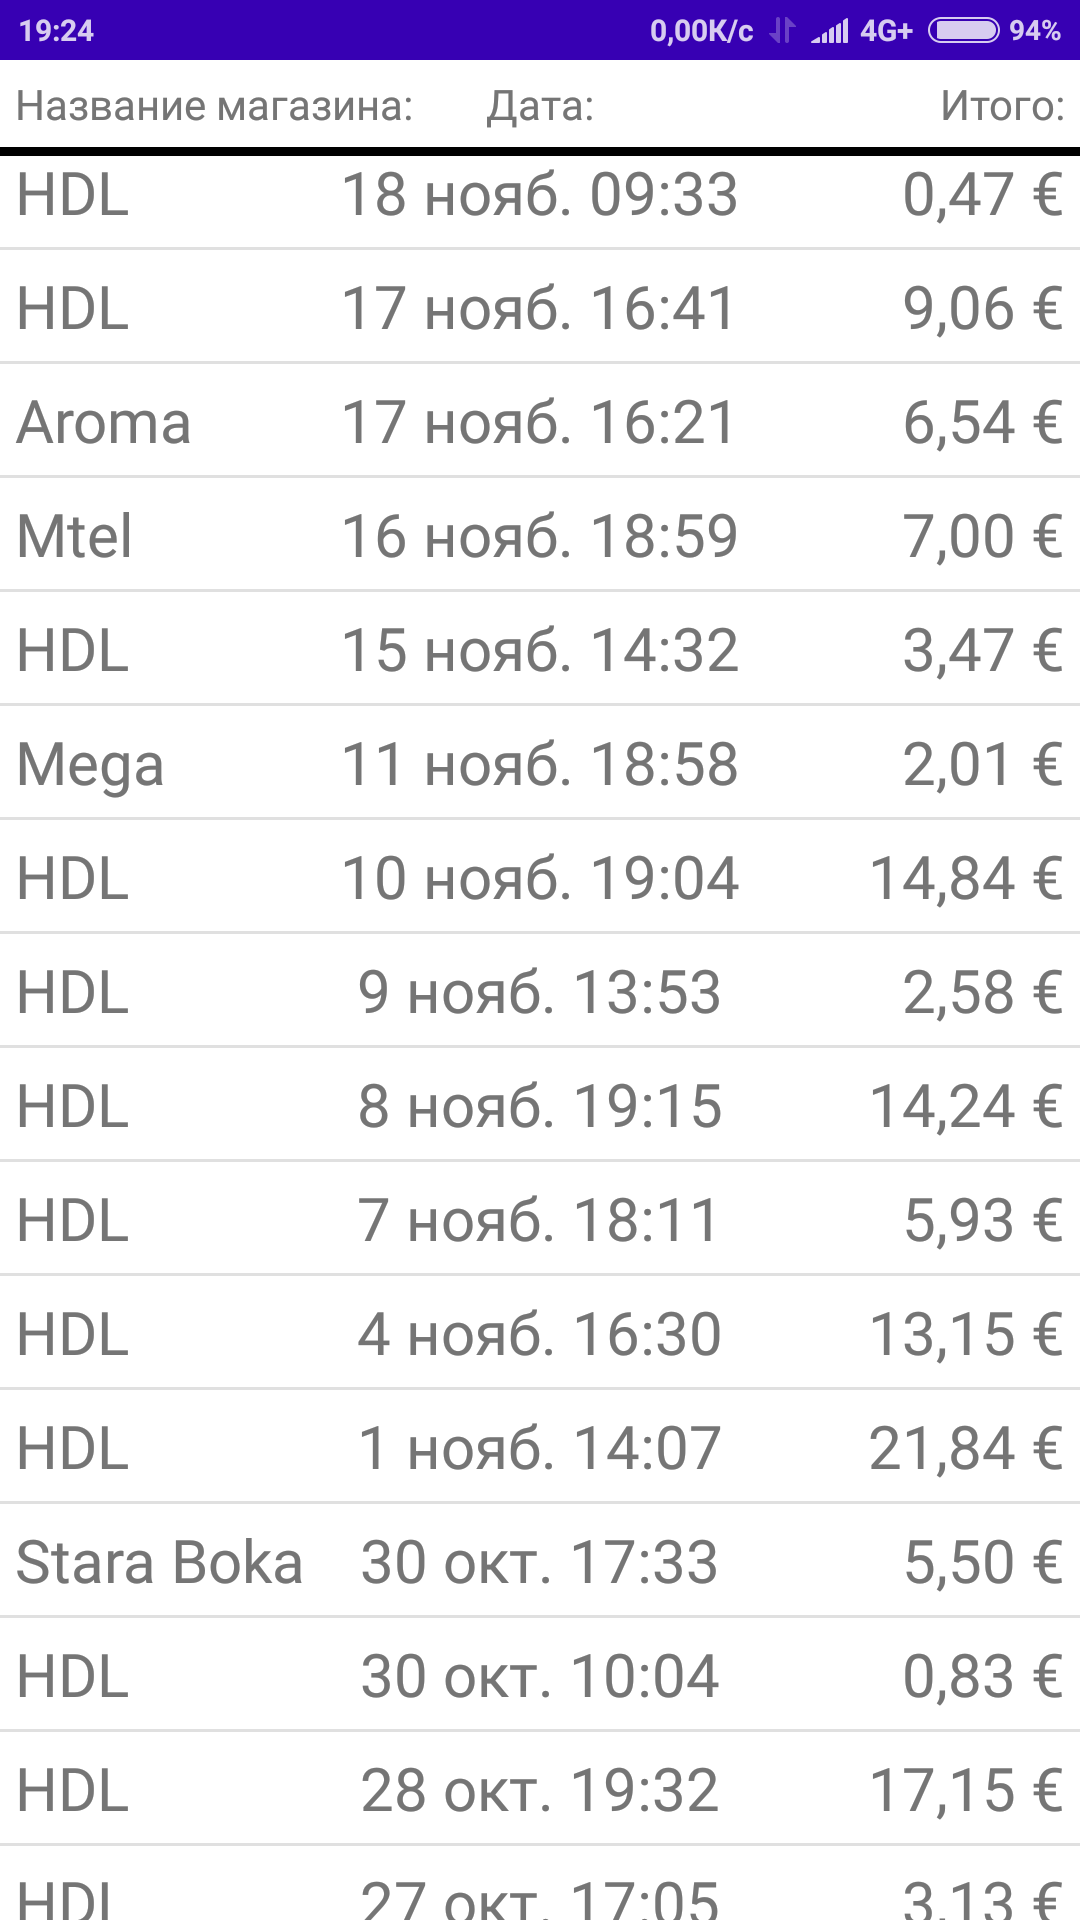 19:24 0,00К/с 4G+ 94%
Название магазина: Дата: Итого:
HDL 18 нояб. 09:33 0,47 €
HDL 17 нояб. 16:41 9,06 €
Aroma 17 нояб. 16:21 6,54 €
Mtel 16 нояб. 18:59 7,00 €
HDL 15 нояб. 14:32 3,47 €
Mega 11 нояб. 18:58 2,01 €
HDL 10 нояб. 19:04 14,84 €
HDL 9 нояб. 13:53 2,58 €
HDL 8 нояб. 19:15 14,24 €
HDL 7 нояб. 18:11 5,93 €
HDL 4 нояб. 16:30 13,15 €
HDL 1 нояб. 14:07 21,84 €
Stara Boka 30 окт. 17:33 5,50 €
HDL 30 окт. 10:04 0,83 €
HDL 28 окт. 19:32 17,15 €
HDL 27 окт. 17:05 3,13 €